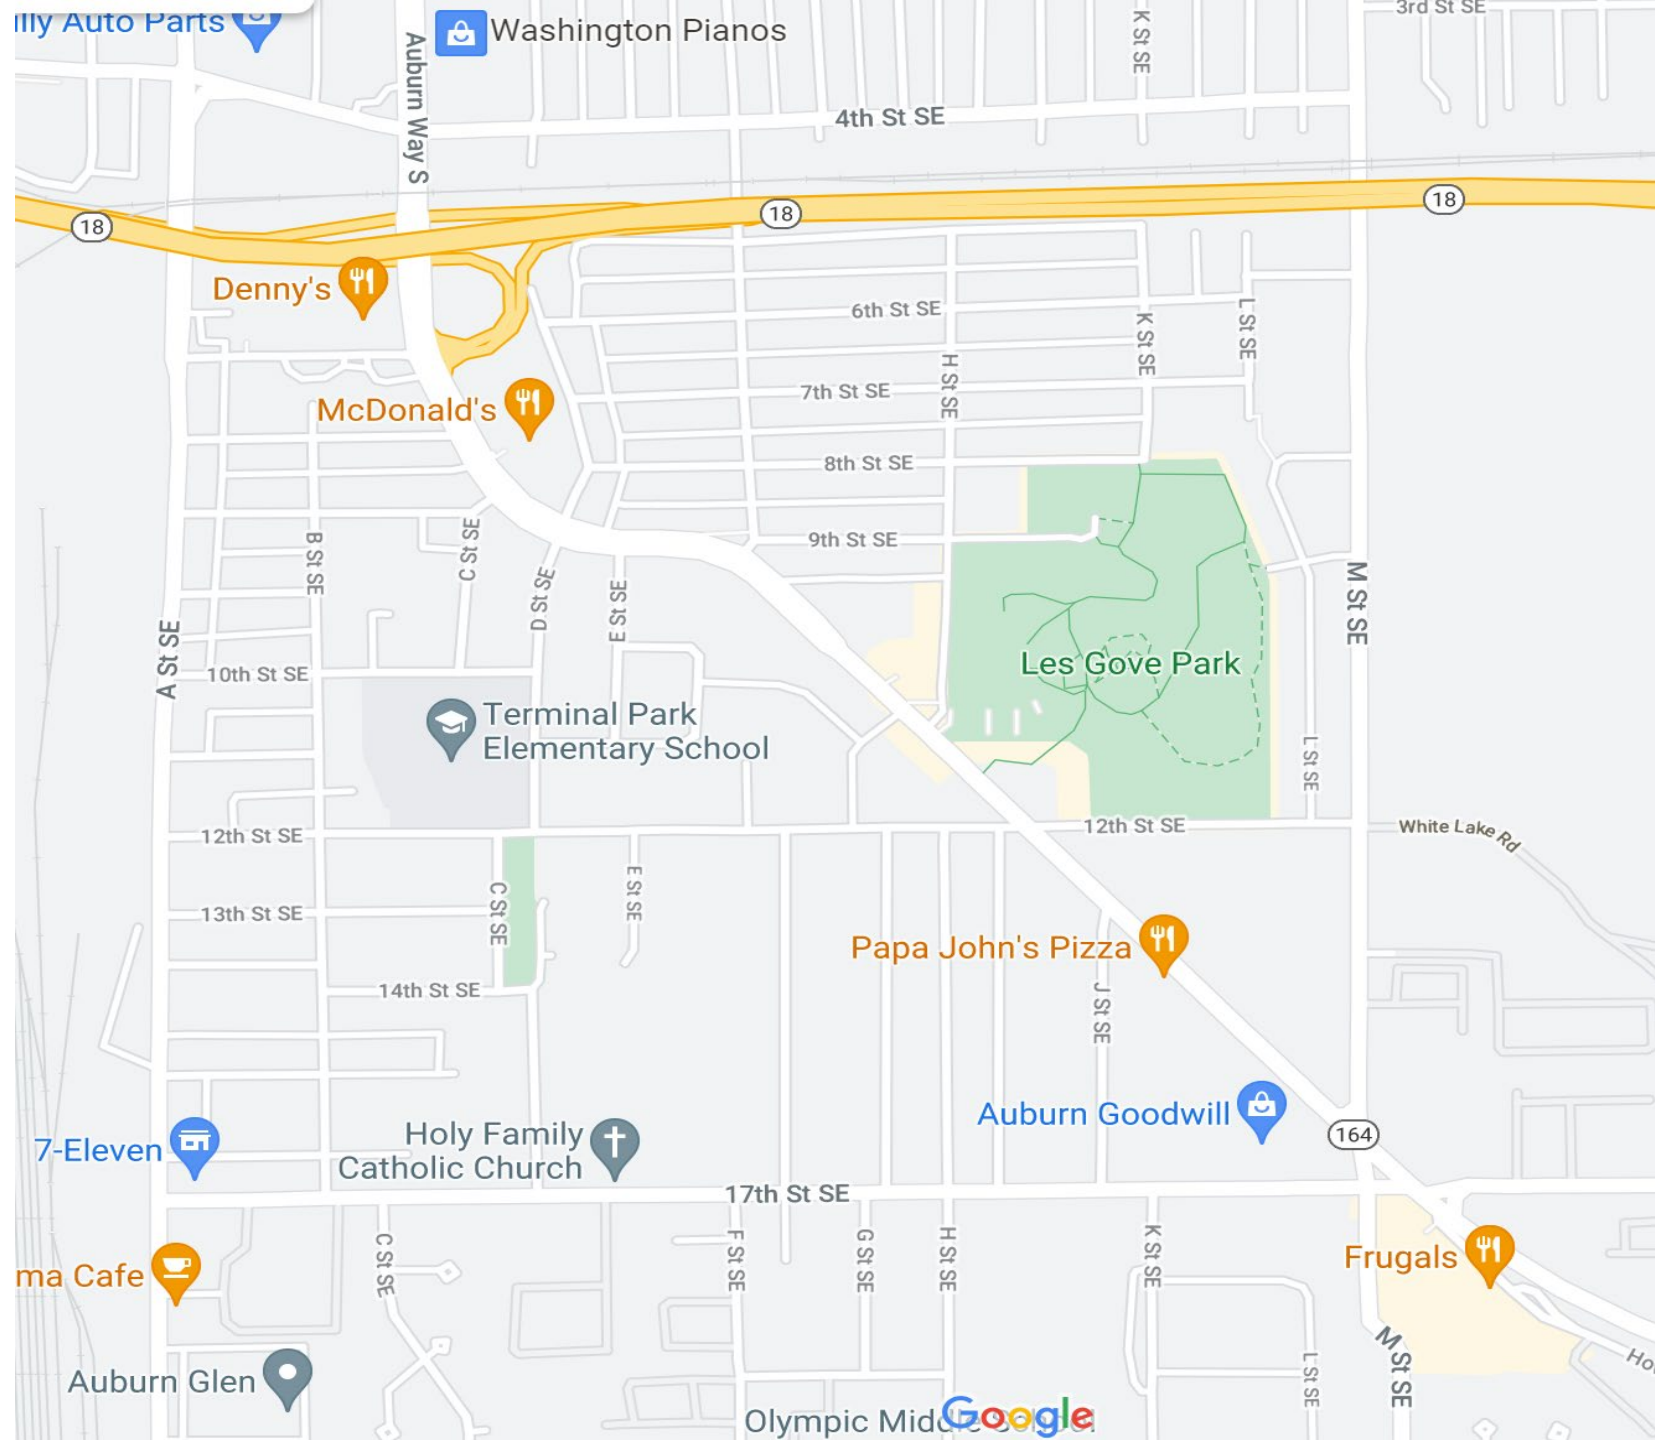 3rd St SE
illy Auto Parts
Washington Pianos
K St SE
Auburn Way S
4th St SE
18
18
18
Denny's
6th St SE
L St SE
K St SE
H St SE
7th St SE
McDonald's
8th St SE
9th St SE
B St SE
C St SE
D St SE
E St SE
M St SE
A St SE
10th St SE
Les Gove Park
Terminal Park
Elementary School
L St SE
12th St SE
12th St SE
White Lake Rd
C St SE
E St SE
13th St SE
Papa John's Pizza
14th St SE
J St SE
Auburn Goodwill
164
7-Eleven
Holy Family
Catholic Church
17th St SE
F St SE
G St SE
H St SE
K St SE
C St SE
ma Cafe
Frugals
M St SE
L St SE
Ho
Auburn Glen
Olympic Middle School
Google